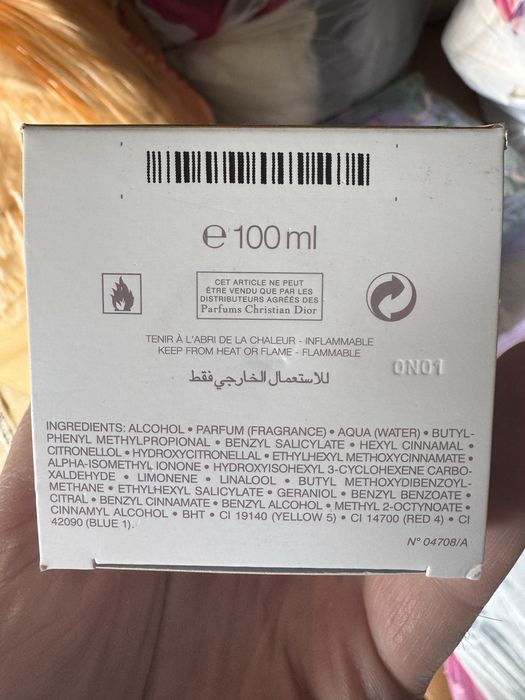 ℮ 100 ml
CET ARTICLE NE PEUT
ÊTRE VENDU QUE PAR LES
DISTRIBUTEURS AGRÉÉS DES
Parfums Christian Dior
TENIR À L'ABRI DE LA CHALEUR - INFLAMMABLE
KEEP FROM HEAT OR FLAME - FLAMMABLE
0N01
للاستعمال الخارجي فقط
INGREDIENTS: ALCOHOL • PARFUM (FRAGRANCE) • AQUA (WATER) • BUTYL-
PHENYL METHYLPROPIONAL • BENZYL SALICYLATE • HEXYL CINNAMAL •
CITRONELLOL • HYDROXYCITRONELLAL • ETHYLHEXYL METHOXYCINNAMATE •
ALPHA-ISOMETHYL IONONE • HYDROXYISOHEXYL 3-CYCLOHEXENE CARBO-
XALDEHYDE • LIMONENE • LINALOOL • BUTYL METHOXYDIBENZOYL-
METHANE • ETHYLHEXYL SALICYLATE • GERANIOL • BENZYL BENZOATE •
CITRAL • BENZYL CINNAMATE • BENZYL ALCOHOL • METHYL 2-OCTYNOATE •
CINNAMYL ALCOHOL • BHT • CI 19140 (YELLOW 5) • CI 14700 (RED 4) • CI
42090 (BLUE 1).
N° 04708/A